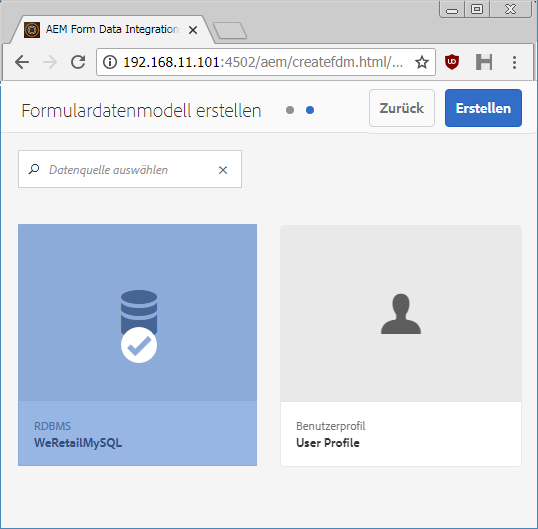 AEM Form Data Integration
192.168.11.101:4502/aem/createfdm.html/...
Formulardatenmodell erstellen
Zurück
Erstellen
Datenquelle auswählen
RDBMS
WeRetailMySQL
Benutzerprofil
User Profile